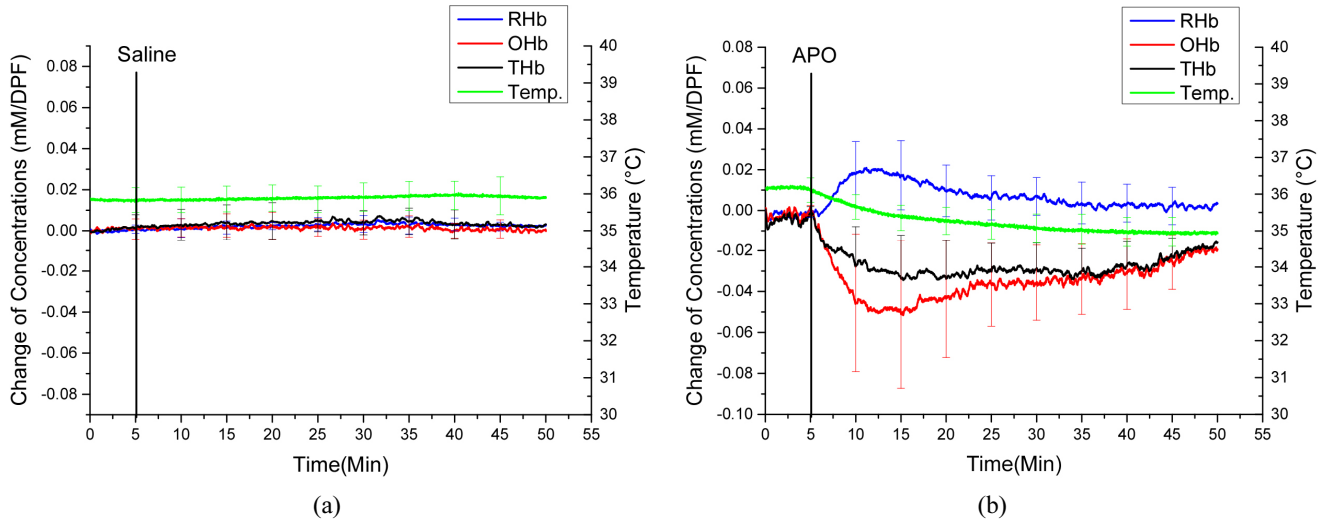 RHb
OHb
THb
Temp.
Saline
0.08
0.06
0.04
0.02
0.00
-0.02
-0.04
-0.06
-0.08
Change of Concentrations (mM/DPF)
40
39
38
37
36
35
34
33
32
31
30
Temperature (°C)
0 5 10 15 20 25 30 35 40 45 50 55
Time(Min)
(a)
RHb
OHb
THb
Temp.
APO
0.08
0.06
0.04
0.02
0.00
-0.02
-0.04
-0.06
-0.08
-0.10
Change of Concentrations (mM/DPF)
40
39
38
37
36
35
34
33
32
31
30
Temperature (°C)
0 5 10 15 20 25 30 35 40 45 50 55
Time(Min)
(b)